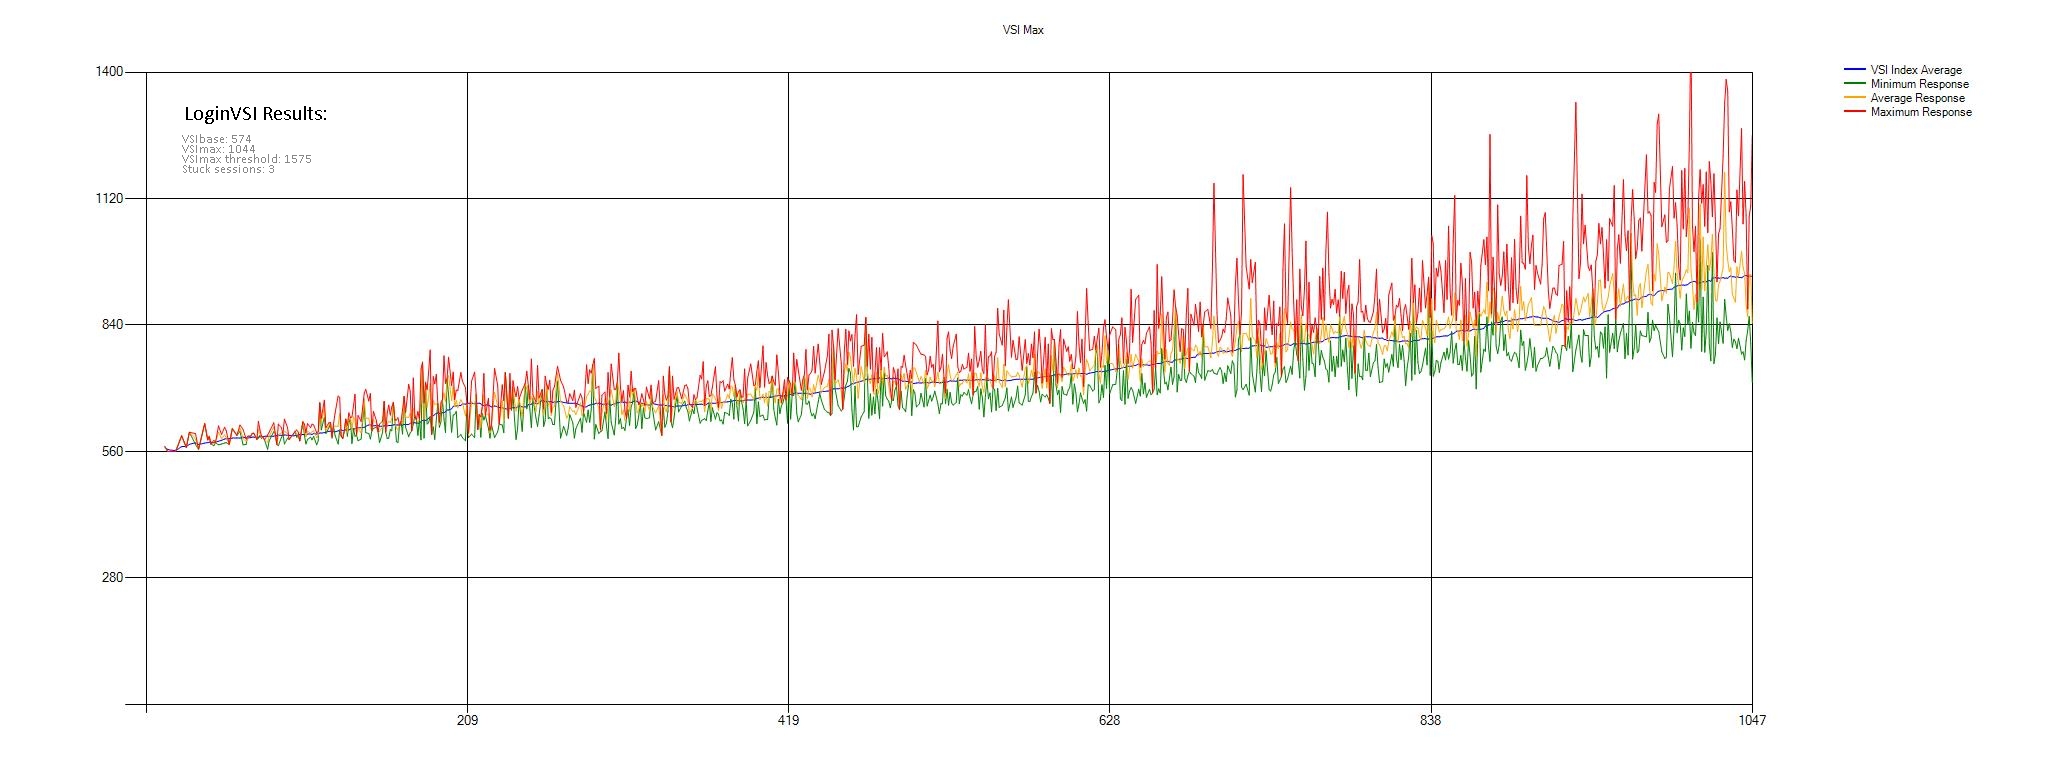 VSI Max
1400
1120
840
560
280
209
419
628
838
1047
LoginVSI Results:
VSIbase: 574
VSImax: 1044
VSImax threshold: 1575
Stuck sessions: 3
VSI Index Average
Minimum Response
Average Response
Maximum Response